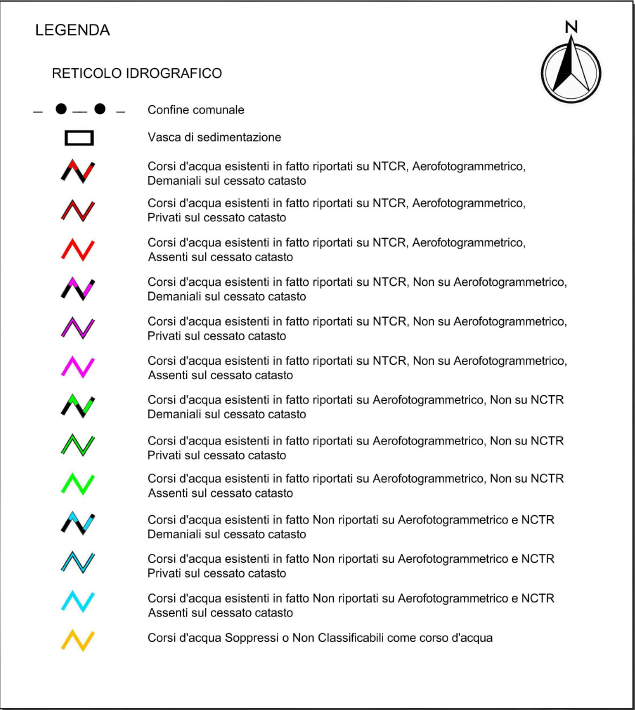 LEGENDA
N
RETICOLO IDROGRAFICO
Confine comunale
Vasca di sedimentazione
Corsi d'acqua esistenti in fatto riportati su NTCR, Aerofotogrammetrico,
Demaniali sul cessato catasto
Corsi d'acqua esistenti in fatto riportati su NTCR, Aerofotogrammetrico,
Privati sul cessato catasto
Corsi d'acqua esistenti in fatto riportati su NTCR, Aerofotogrammetrico,
Assenti sul cessato catasto
Corsi d'acqua esistenti in fatto riportati su NTCR, Non su Aerofotogrammetrico,
Demaniali sul cessato catasto
Corsi d'acqua esistenti in fatto riportati su NTCR, Non su Aerofotogrammetrico,
Privati sul cessato catasto
Corsi d'acqua esistenti in fatto riportati su NTCR, Non su Aerofotogrammetrico,
Assenti sul cessato catasto
Corsi d'acqua esistenti in fatto riportati su Aerofotogrammetrico, Non su NCTR
Demaniali sul cessato catasto
Corsi d'acqua esistenti in fatto riportati su Aerofotogrammetrico, Non su NCTR
Privati sul cessato catasto
Corsi d'acqua esistenti in fatto riportati su Aerofotogrammetrico, Non su NCTR
Assenti sul cessato catasto
Corsi d'acqua esistenti in fatto Non riportati su Aerofotogrammetrico e NCTR
Demaniali sul cessato catasto
Corsi d'acqua esistenti in fatto Non riportati su Aerofotogrammetrico e NCTR
Privati sul cessato catasto
Corsi d'acqua esistenti in fatto Non riportati su Aerofotogrammetrico e NCTR
Assenti sul cessato catasto
Corsi d'acqua Soppressi o Non Classificabili come corso d'acqua